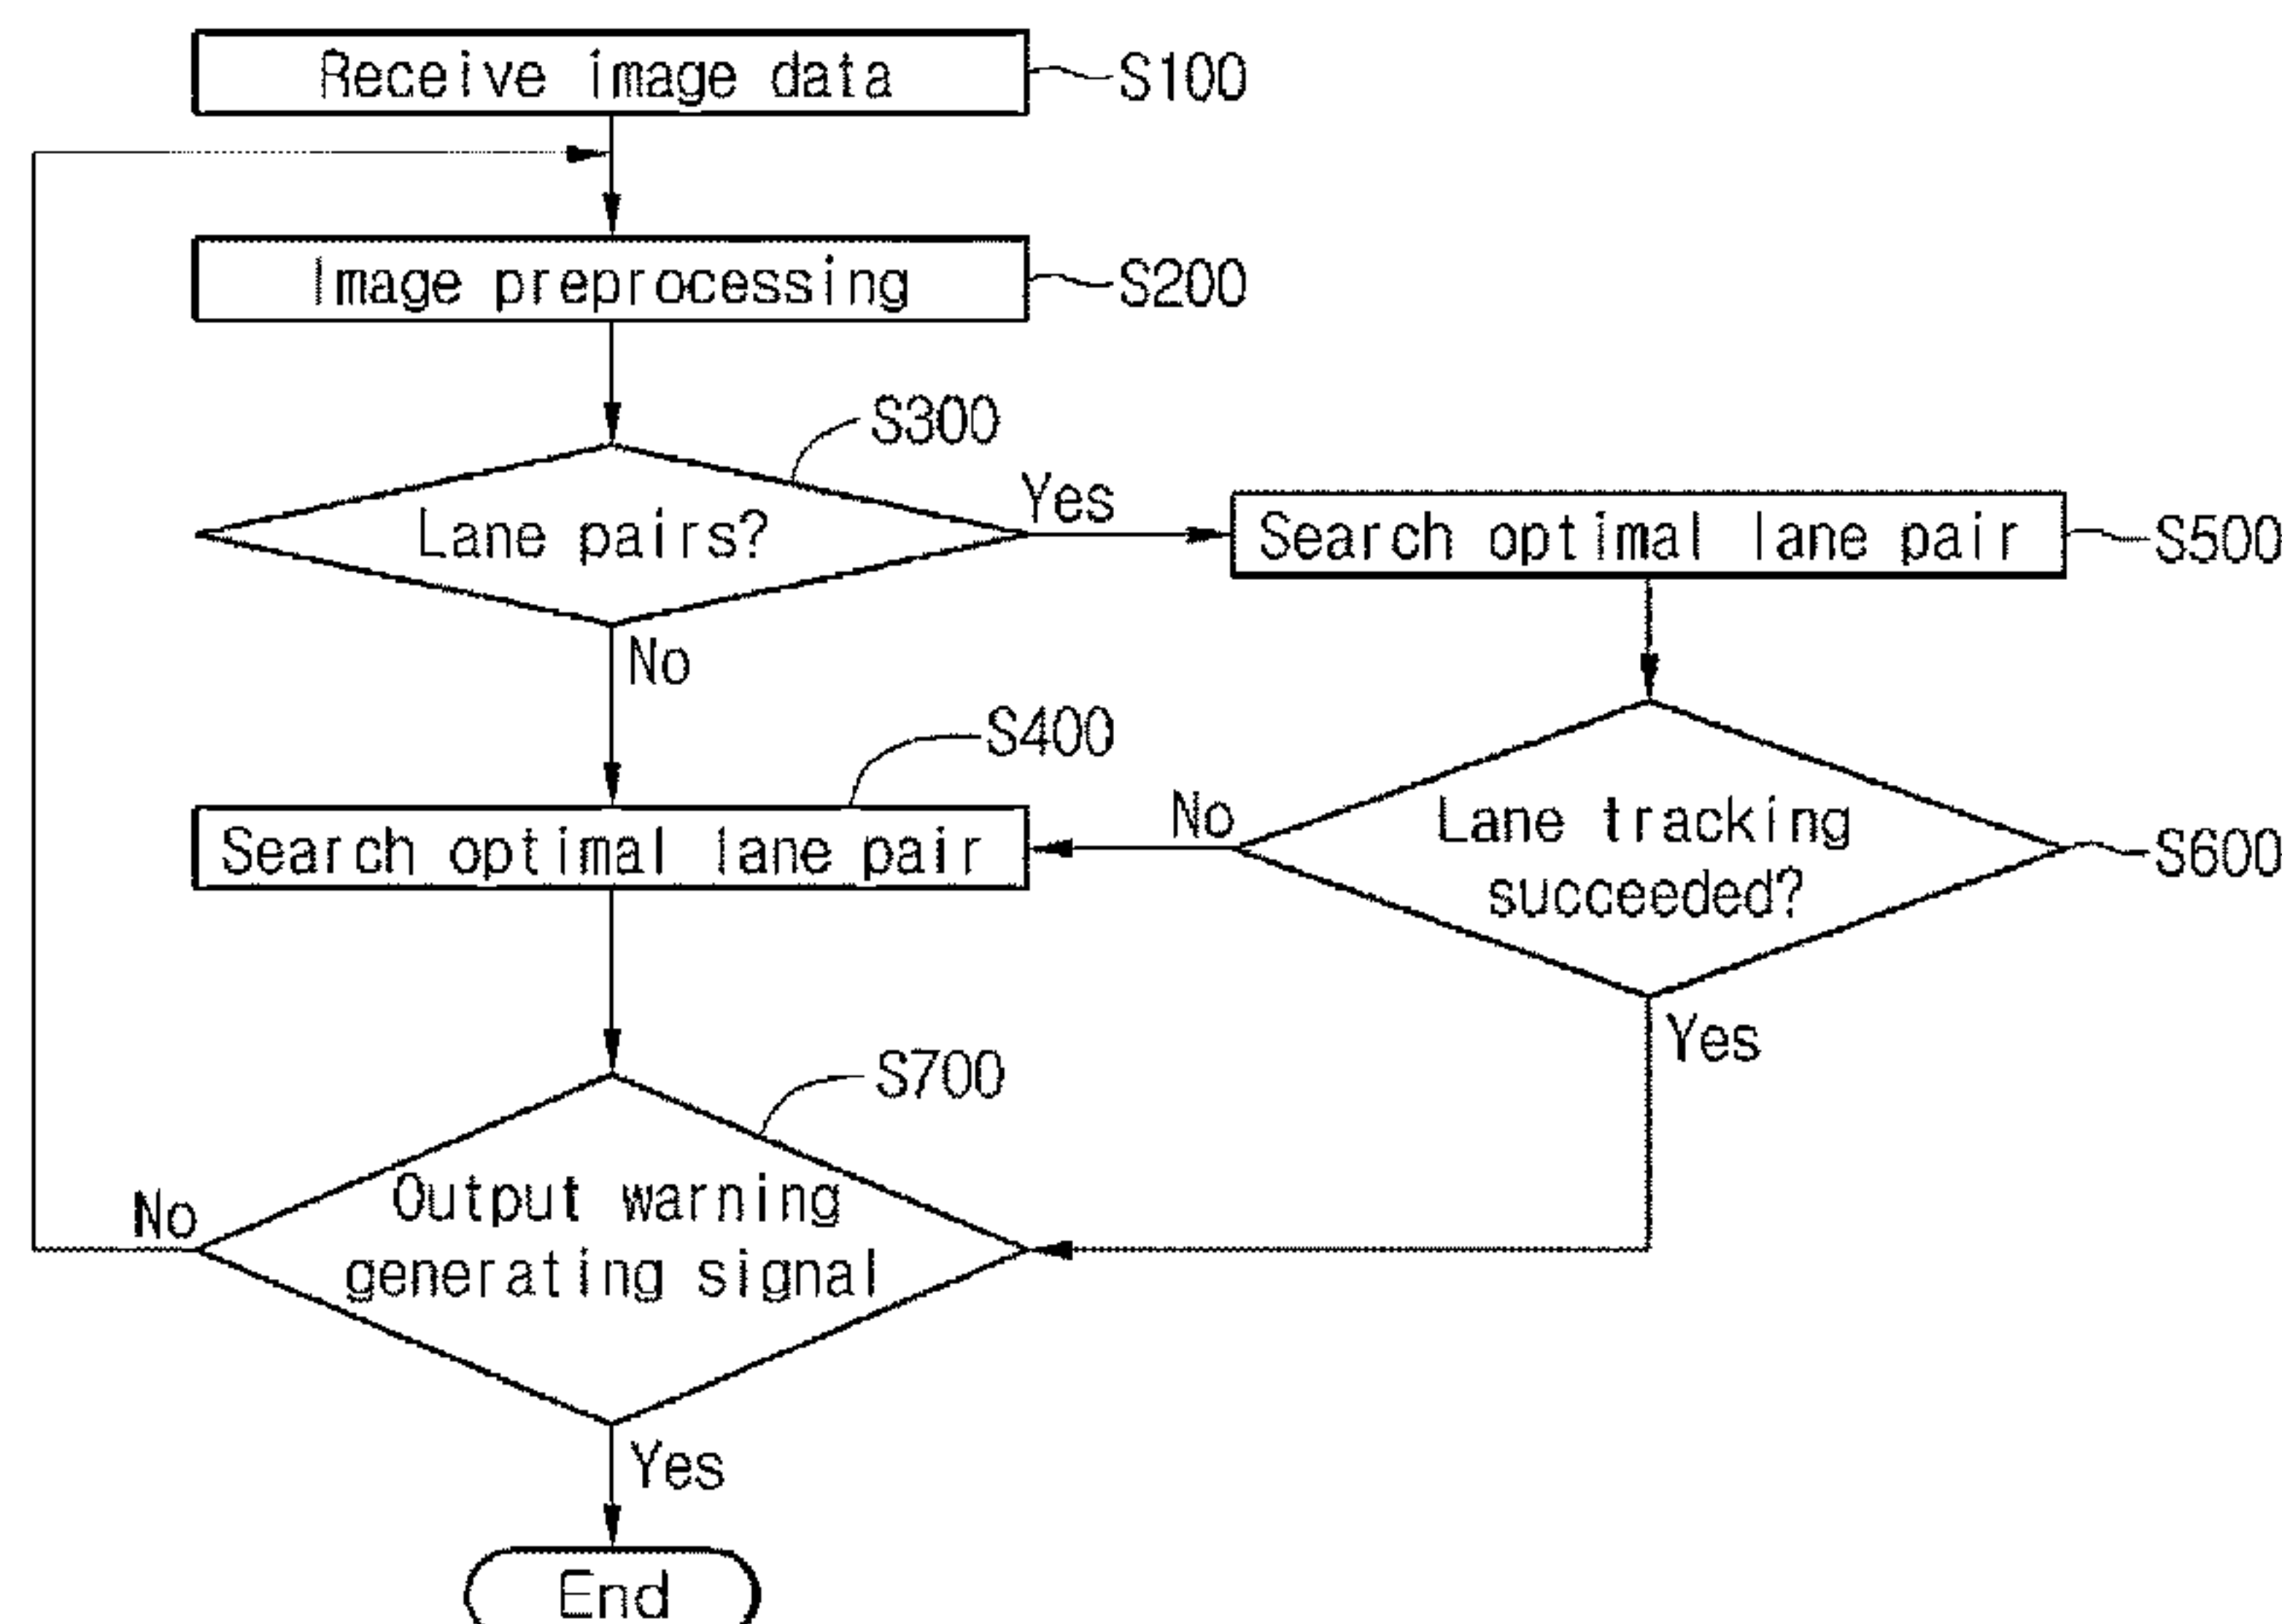 Receive image data
S100
Image preprocessing
S200
S300
Lane pairs?
Yes
Search optimal lane pair
S500
No
S400
Search optimal lane pair
No
Lane tracking
succeeded?
S600
Yes
S700
Output warning
generating signal
No
Yes
End